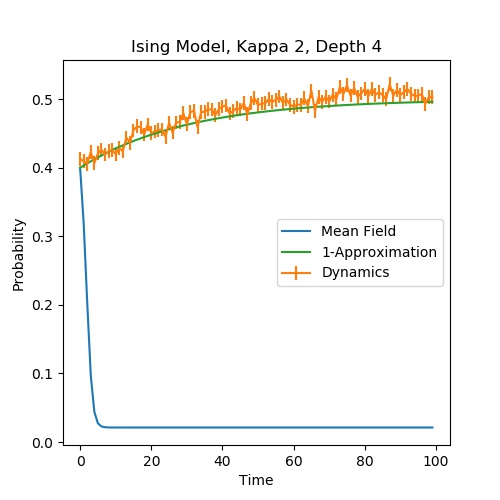 Ising Model, Kappa 2, Depth 4
Probability
0.5
0.4
0.3
0.2
0.1
0.0
Mean Field
1-Approximation
Dynamics
0
20
40
60
80
100
Time